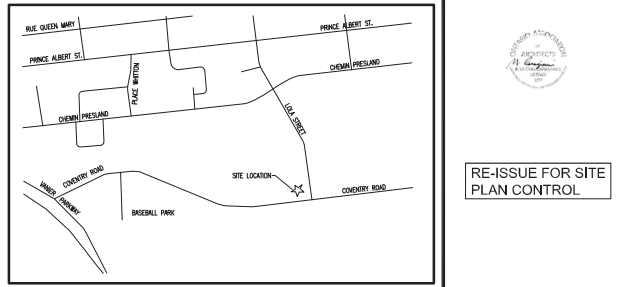 RUE QUEEN MARY
PRINCE ALBERT ST.
PRINCE ALBERT ST.
CHEMIN PRESLAND
PLACE WHITTON
CHEMIN PRESLAND
LOLA STREET
COVENTRY ROAD
SITE LOCATION
COVENTRY ROAD
VANIER PARKWAY
BASEBALL PARK
ONTARIO ASSOCIATION
OF
ARCHITECTS
RE-ISSUE FOR SITE
PLAN CONTROL